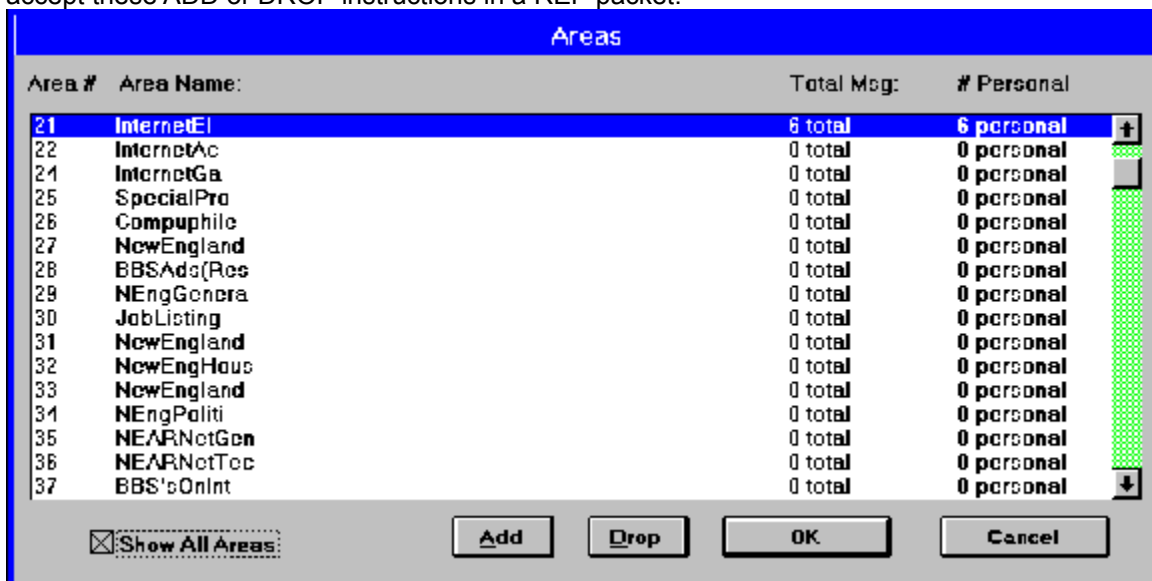 accept these ADD or DROP instructions in a REP packet.
Areas
Area # Area Name: Total Msg: # Personal
21 InternetEl 6 total 6 personal
22 InternetAc 0 total 0 personal
24 InternetGa 0 total 0 personal
25 SpecialPro 0 total 0 personal
26 Compuphile 0 total 0 personal
27 NewEngland 0 total 0 personal
28 BBSAds(Res 0 total 0 personal
29 NEngGenera 0 total 0 personal
30 JobListing 0 total 0 personal
31 NewEngland 0 total 0 personal
32 NewEngHous 0 total 0 personal
33 NewEngland 0 total 0 personal
34 NEngPoliti 0 total 0 personal
35 NEARNetGen 0 total 0 personal
36 NEARNetTec 0 total 0 personal
37 BBS'sOnInt 0 total 0 personal
Show All Areas Add Drop OK Cancel